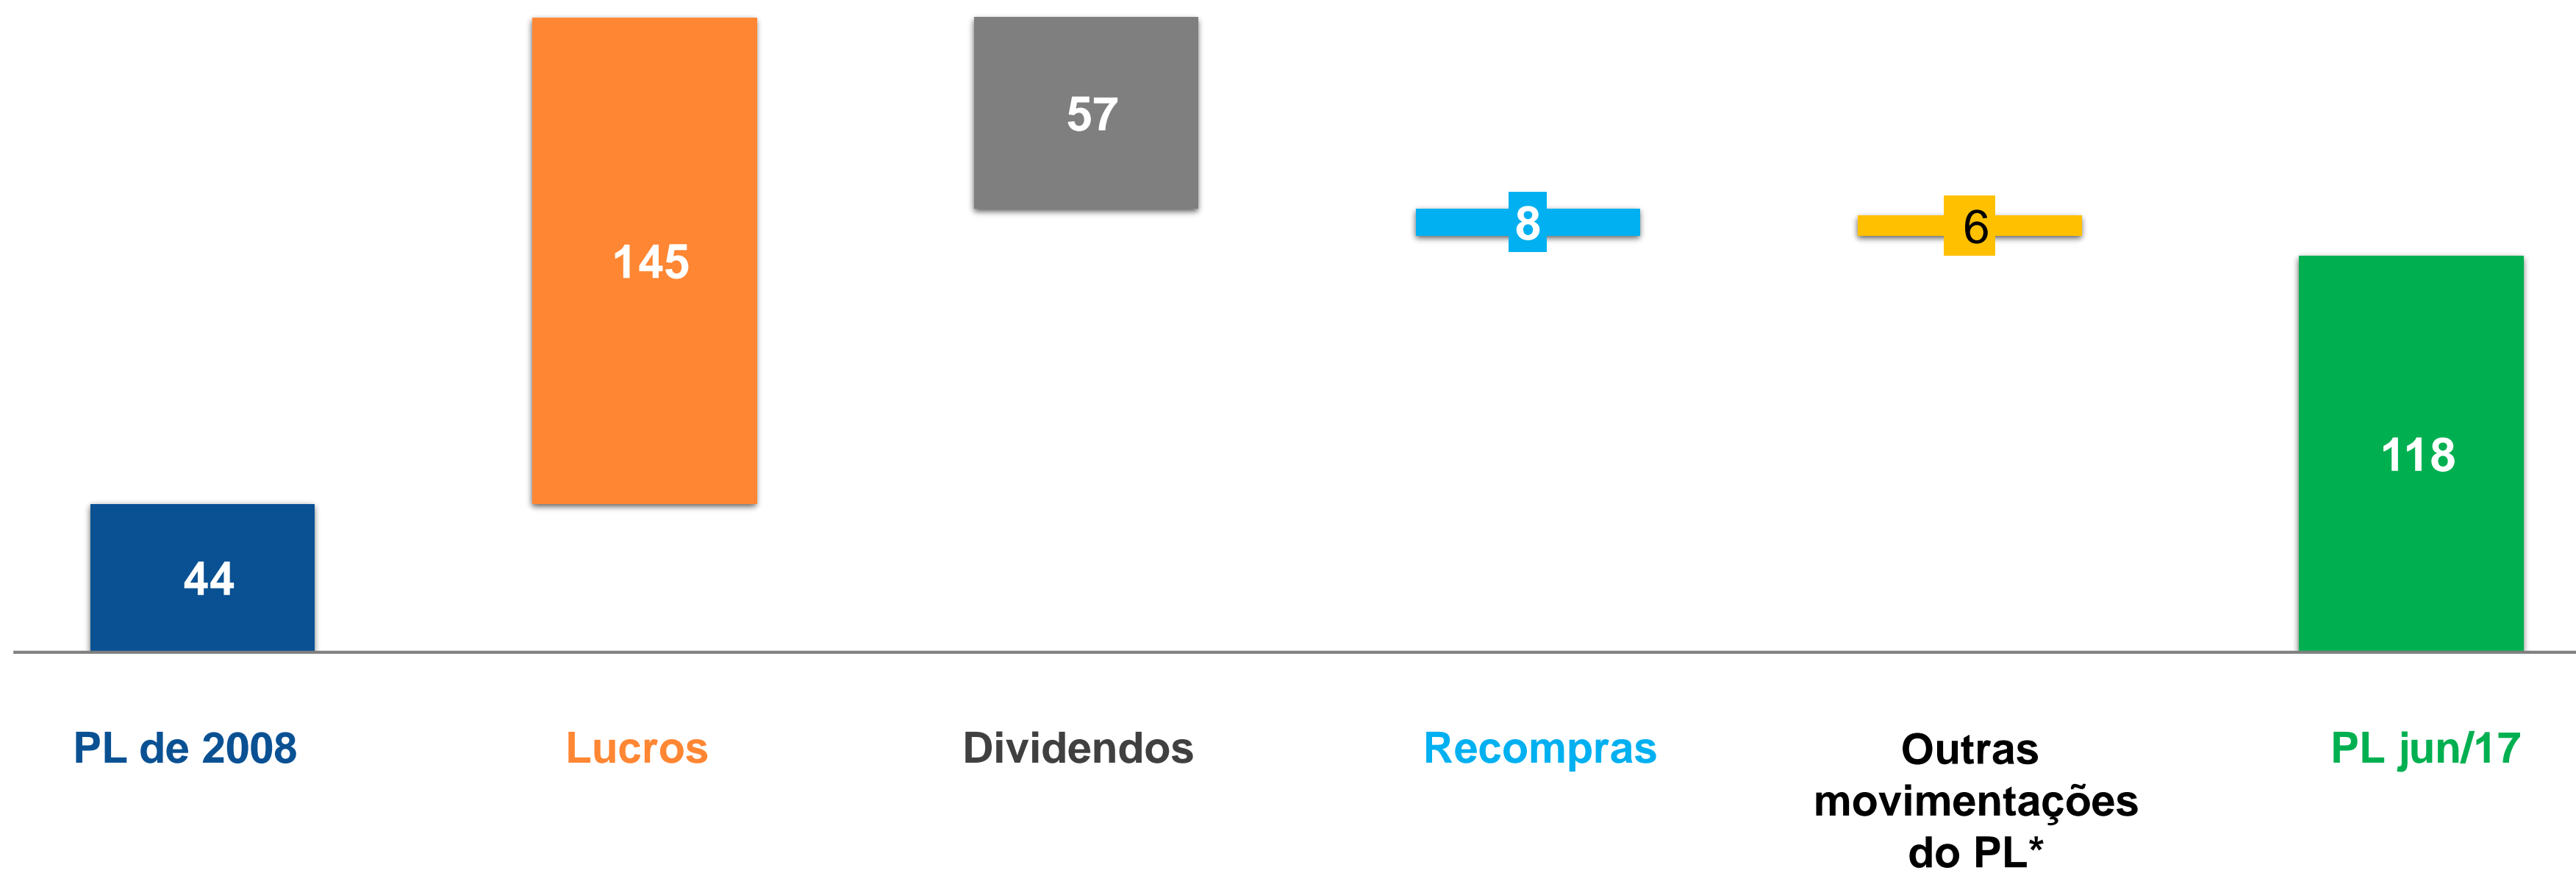 57
145
8
6
118
44
PL de 2008
Lucros
Dividendos
Recompras
Outras
movimentações
do PL*
PL jun/17